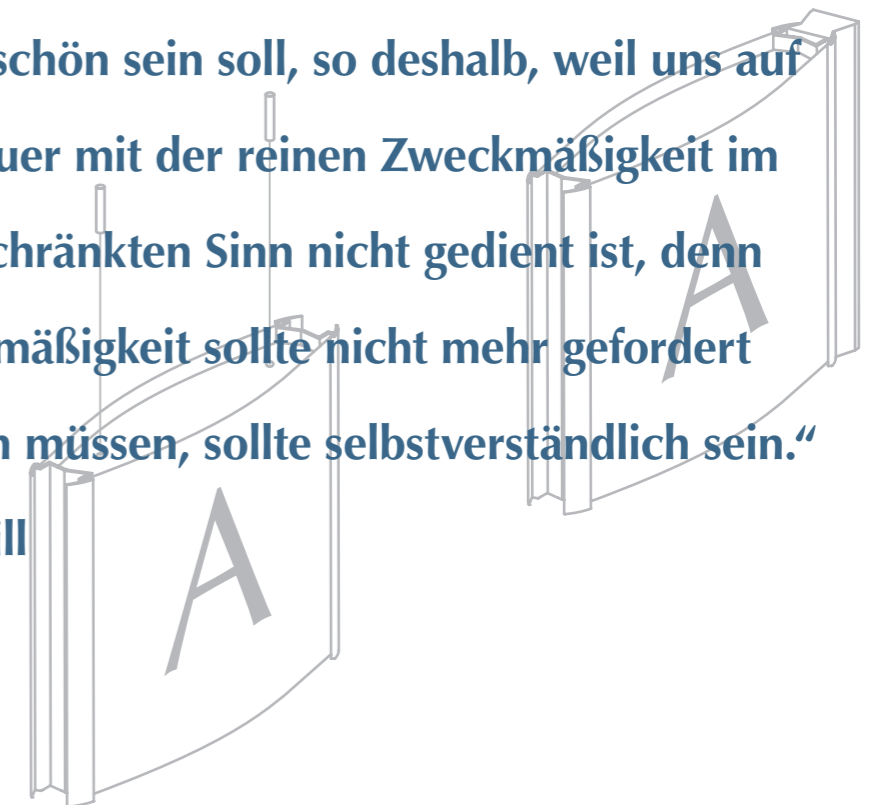 schön sein soll, so deshalb, weil uns auf
uer mit der reinen Zweckmäßigkeit im
chränkten Sinn nicht gedient ist, denn
mäßigkeit sollte nicht mehr gefordert
n müssen, sollte selbstverständlich sein.“
ill
A
A